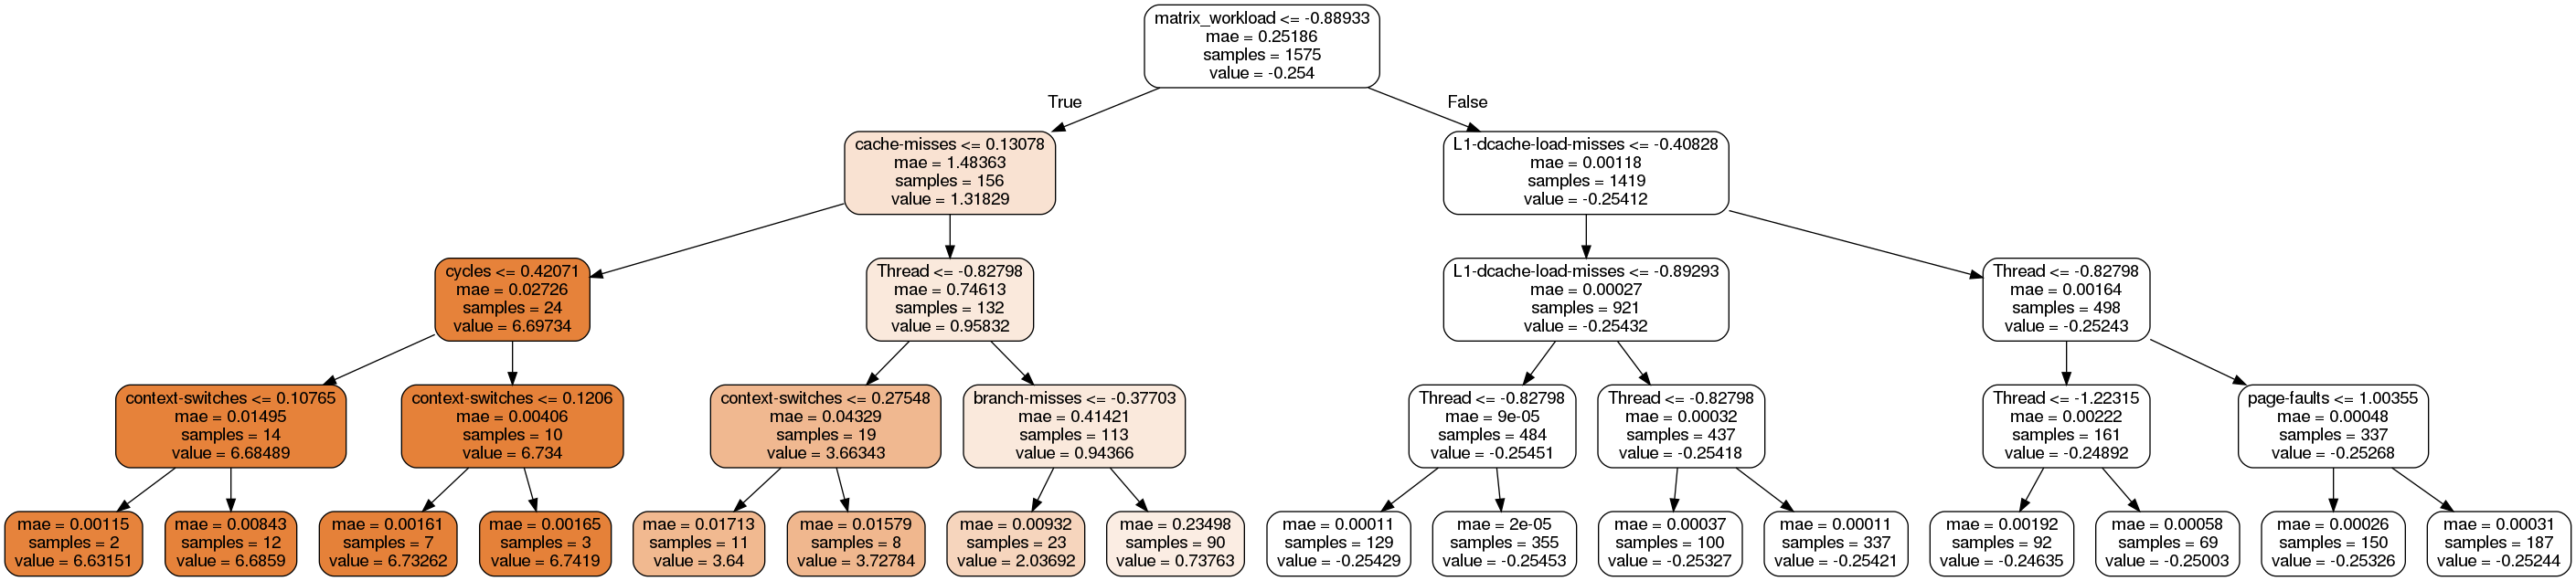 matrix_workload <= -0.88933
mae = 0.25186
samples = 1575
value = -0.254
True
False
cache-misses <= 0.13078
mae = 1.48363
samples = 156
value = 1.31829
L1-dcache-load-misses <= -0.40828
mae = 0.00118
samples = 1419
value = -0.25412
cycles <= 0.42071
mae = 0.02726
samples = 24
value = 6.69734
Thread <= -0.82798
mae = 0.74613
samples = 132
value = 0.95832
L1-dcache-load-misses <= -0.89293
mae = 0.00027
samples = 921
value = -0.25432
Thread <= -0.82798
mae = 0.00164
samples = 498
value = -0.25243
context-switches <= 0.10765
mae = 0.01495
samples = 14
value = 6.68489
context-switches <= 0.1206
mae = 0.00406
samples = 10
value = 6.734
context-switches <= 0.27548
mae = 0.04329
samples = 19
value = 3.66343
branch-misses <= -0.37703
mae = 0.41421
samples = 113
value = 0.94366
Thread <= -0.82798
mae = 9e-05
samples = 484
value = -0.25451
Thread <= -0.82798
mae = 0.00032
samples = 437
value = -0.25418
Thread <= -1.22315
mae = 0.00222
samples = 161
value = -0.24892
page-faults <= 1.00355
mae = 0.00048
samples = 337
value = -0.25268
mae = 0.00115
samples = 2
value = 6.63151
mae = 0.00843
samples = 12
value = 6.6859
mae = 0.00161
samples = 7
value = 6.73262
mae = 0.00165
samples = 3
value = 6.7419
mae = 0.01713
samples = 11
value = 3.64
mae = 0.01579
samples = 8
value = 3.72784
mae = 0.00932
samples = 23
value = 2.03692
mae = 0.23498
samples = 90
value = 0.73763
mae = 0.00011
samples = 129
value = -0.25429
mae = 2e-05
samples = 355
value = -0.25453
mae = 0.00037
samples = 100
value = -0.25327
mae = 0.00011
samples = 337
value = -0.25421
mae = 0.00192
samples = 92
value = -0.24635
mae = 0.00058
samples = 69
value = -0.25003
mae = 0.00026
samples = 150
value = -0.25326
mae = 0.00031
samples = 187
value = -0.25244